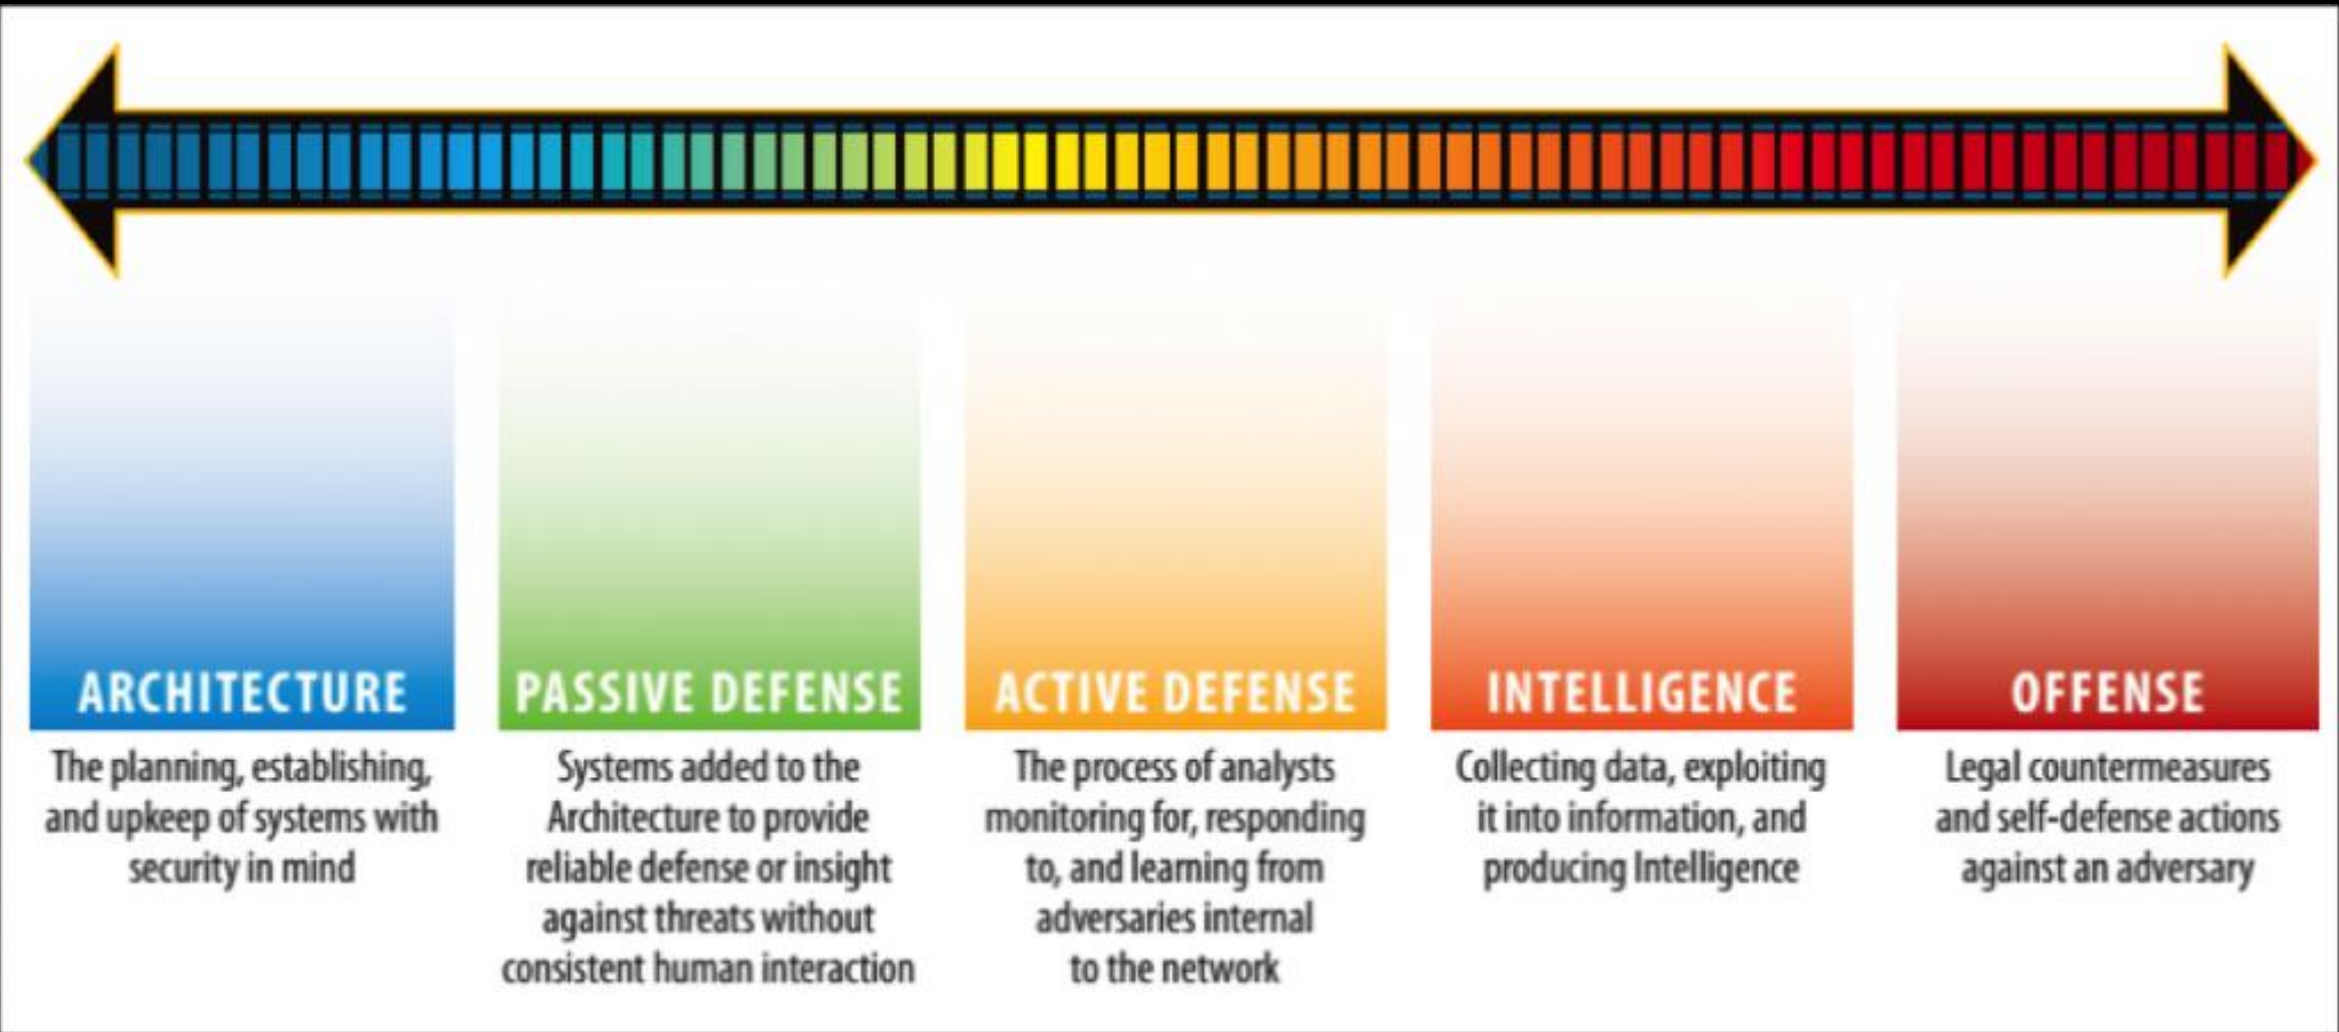 ARCHITECTURE
The planning, establishing,
and upkeep of systems with
security in mind
PASSIVE DEFENSE
Systems added to the
Architecture to provide
reliable defense or insight
against threats without
consistent human interaction
ACTIVE DEFENSE
The process of analysts
monitoring for, responding
to, and learning from
adversaries internal
to the network
INTELLIGENCE
Collecting data, exploiting
it into information, and
producing Intelligence
OFFENSE
Legal countermeasures
and self-defense actions
against an adversary